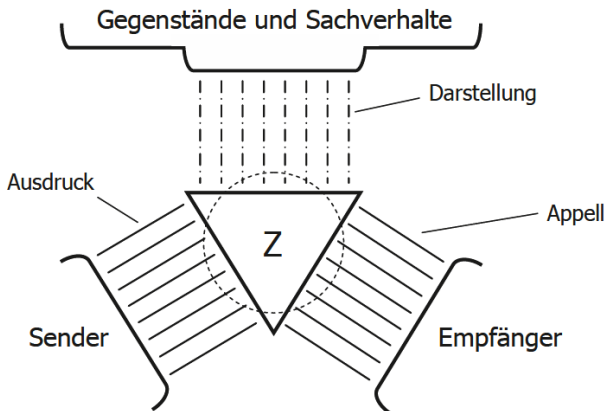 Gegenstände und Sachverhalte
Darstellung
Ausdruck
Appell
Z
Sender
Empfänger